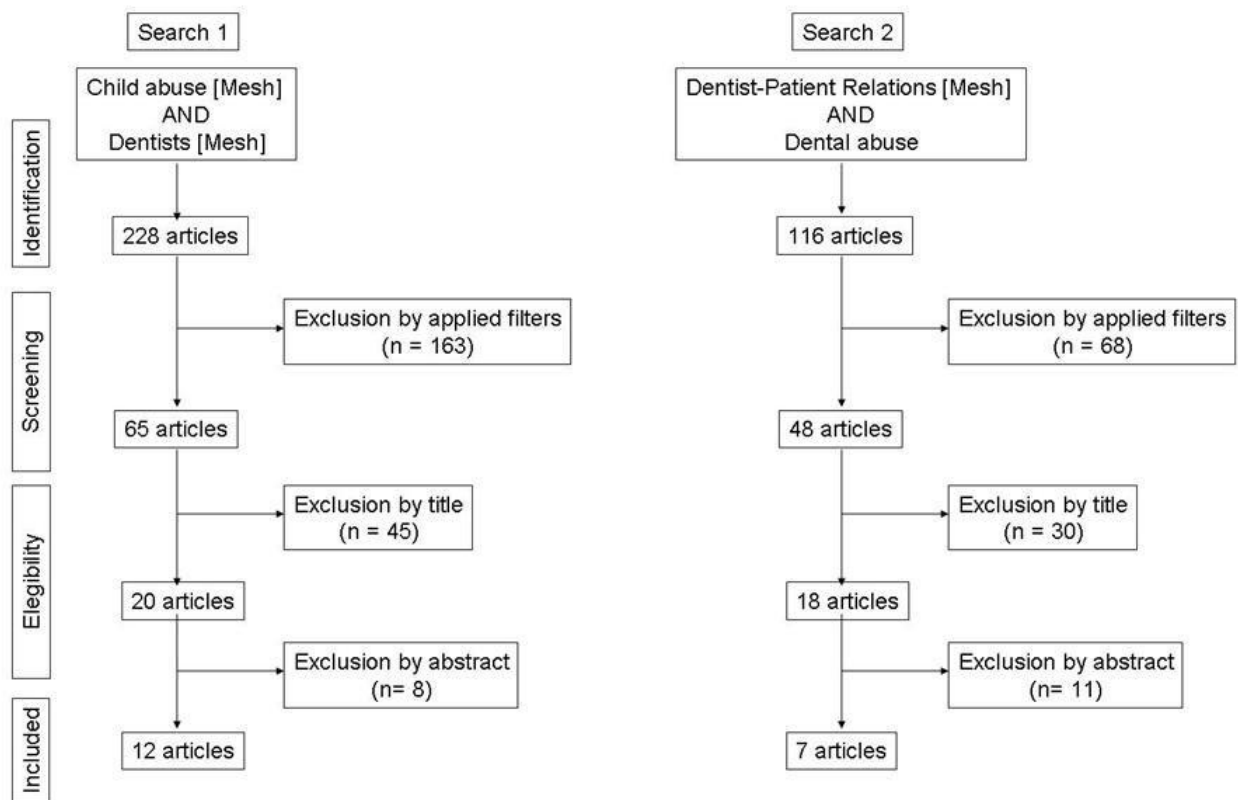 Search 1
Child abuse [Mesh]
AND
Dentists [Mesh]
228 articles
Exclusion by applied filters
(n = 163)
65 articles
Exclusion by title
(n = 45)
20 articles
Exclusion by abstract
(n= 8)
12 articles
Search 2
Dentist-Patient Relations [Mesh]
AND
Dental abuse
116 articles
Exclusion by applied filters
(n = 68)
48 articles
Exclusion by title
(n = 30)
18 articles
Exclusion by abstract
(n= 11)
7 articles
Identification
Screening
Elegibility
Included